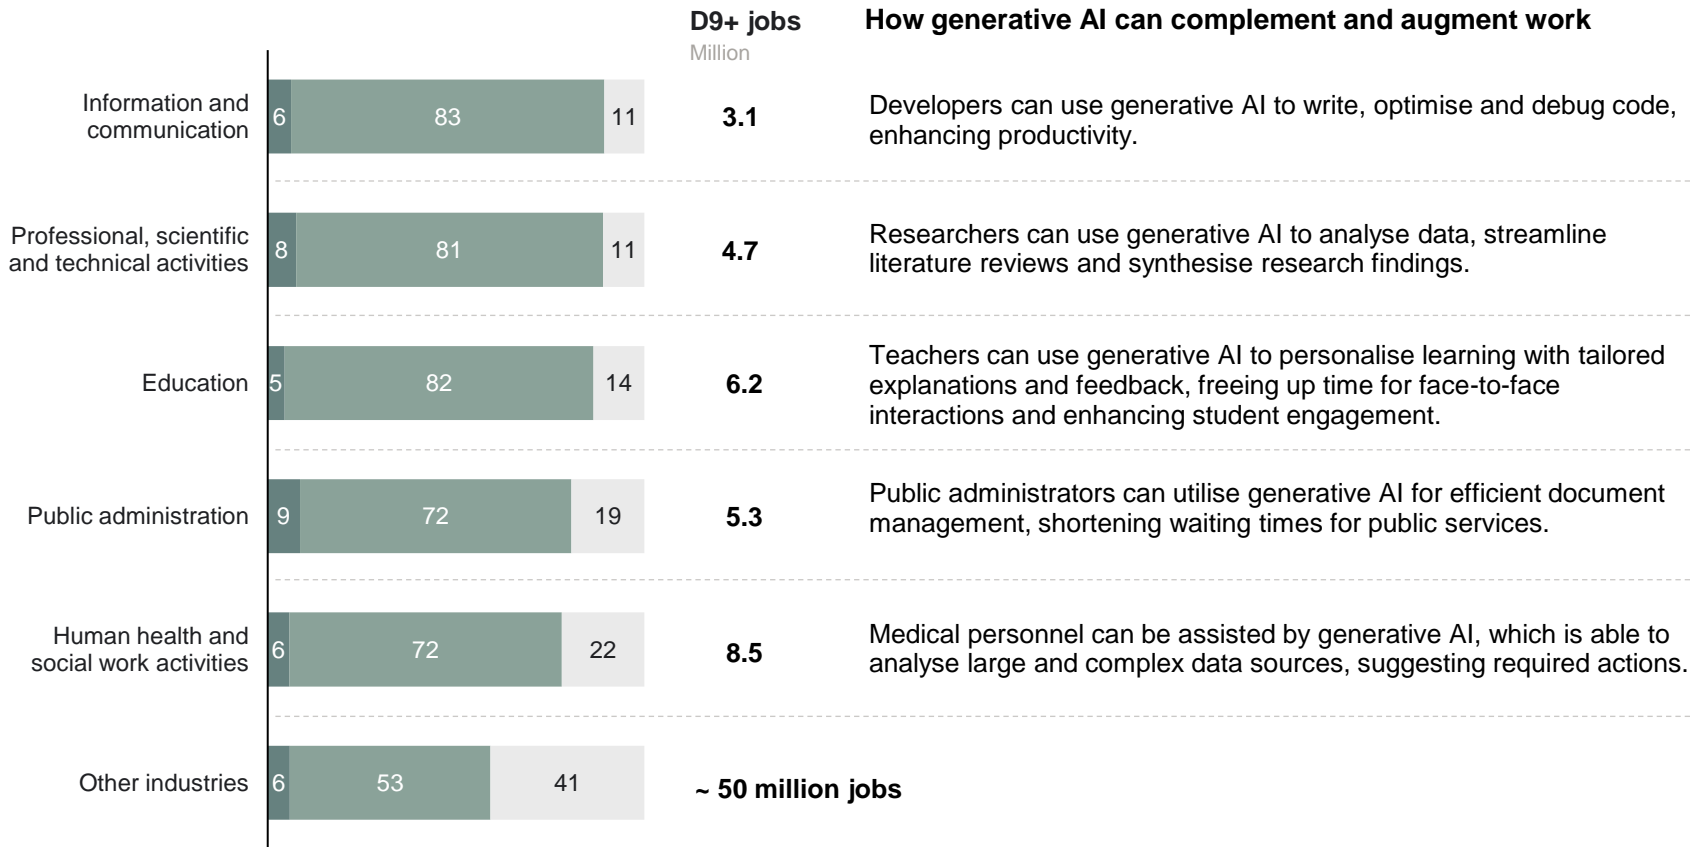 D9+ jobs
Million
How generative AI can complement and augment work
Information and
communication
6
83
11
3.1
Developers can use generative AI to write, optimise and debug code,
enhancing productivity.
Professional, scientific
and technical activities
8
81
11
4.7
Researchers can use generative AI to analyse data, streamline
literature reviews and synthesise research findings.
Education
5
82
14
6.2
Teachers can use generative AI to personalise learning with tailored
explanations and feedback, freeing up time for face-to-face
interactions and enhancing student engagement.
Public administration
9
72
19
5.3
Public administrators can utilise generative AI for efficient document
management, shortening waiting times for public services.
Human health and
social work activities
6
72
22
8.5
Medical personnel can be assisted by generative AI, which is able to
analyse large and complex data sources, suggesting required actions.
Other industries
6
53
41
~ 50 million jobs